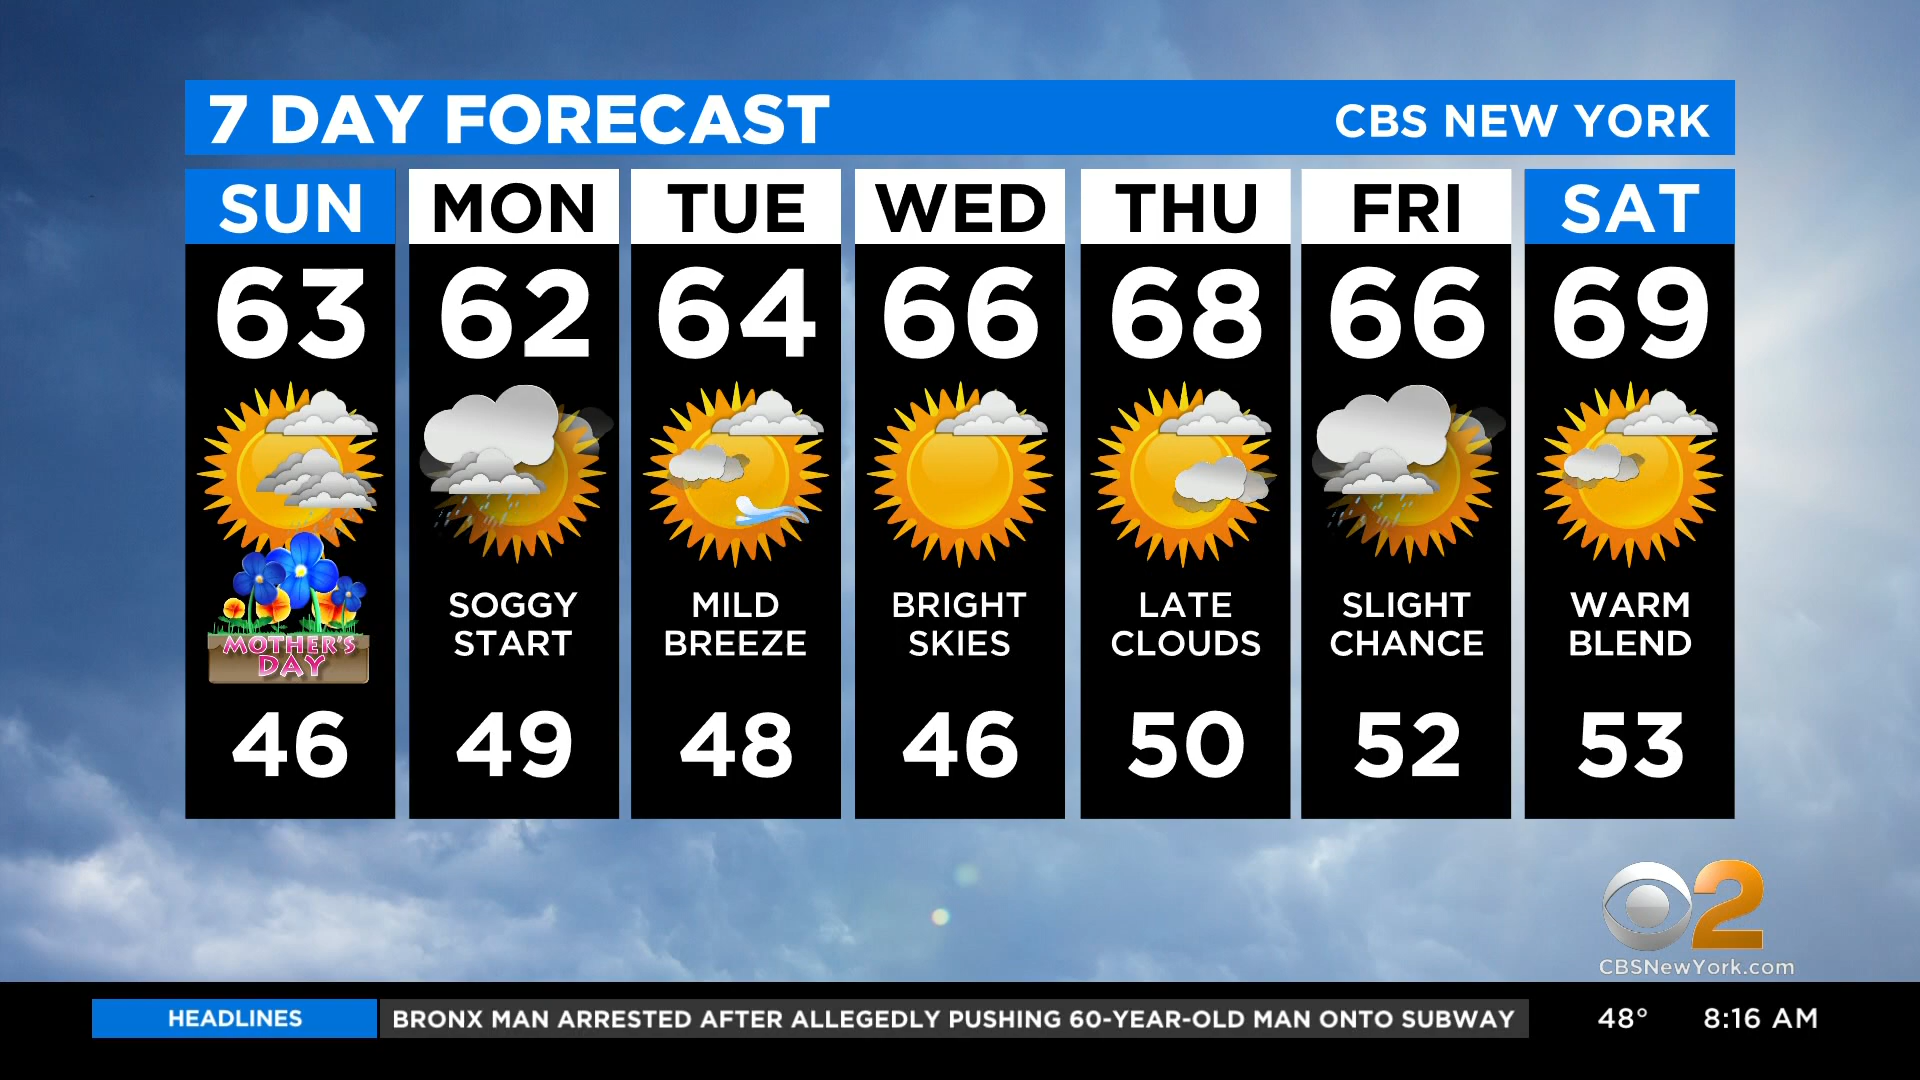 7 DAY FORECAST
CBS NEW YORK
SUN MON TUE WED THU FRI SAT
63 62 64 66 68 66 69
SOGGY MILD BRIGHT LATE SLIGHT WARM
START BREEZE SKIES CLOUDS CHANCE BLEND
MOTHER'S
DAY
46 49 48 46 50 52 53
2
CBSNewYork.com
HEADLINES BRONX MAN ARRESTED AFTER ALLEGEDLY PUSHING 60-YEAR-OLD MAN ONTO SUBWAY 48° 8:16 AM